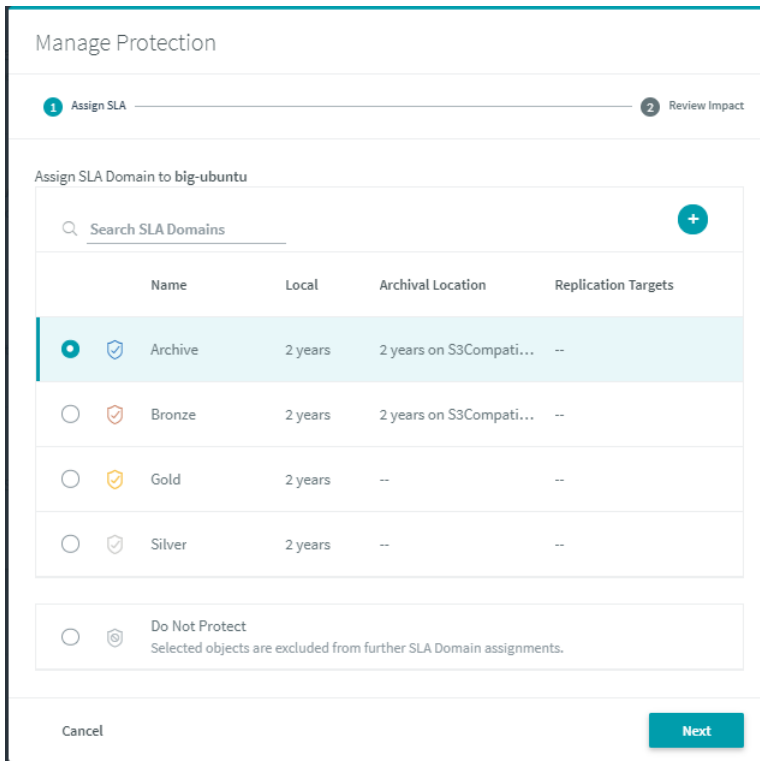 Manage Protection
1 Assign SLA 2 Review Impact
Assign SLA Domain to big-ubuntu
Search SLA Domains +
Name Local Archival Location Replication Targets
Archive 2 years 2 years on S3Compati... --
Bronze 2 years 2 years on S3Compati... --
Gold 2 years -- --
Silver 2 years -- --
Do Not Protect
Selected objects are excluded from further SLA Domain assignments.
Cancel Next